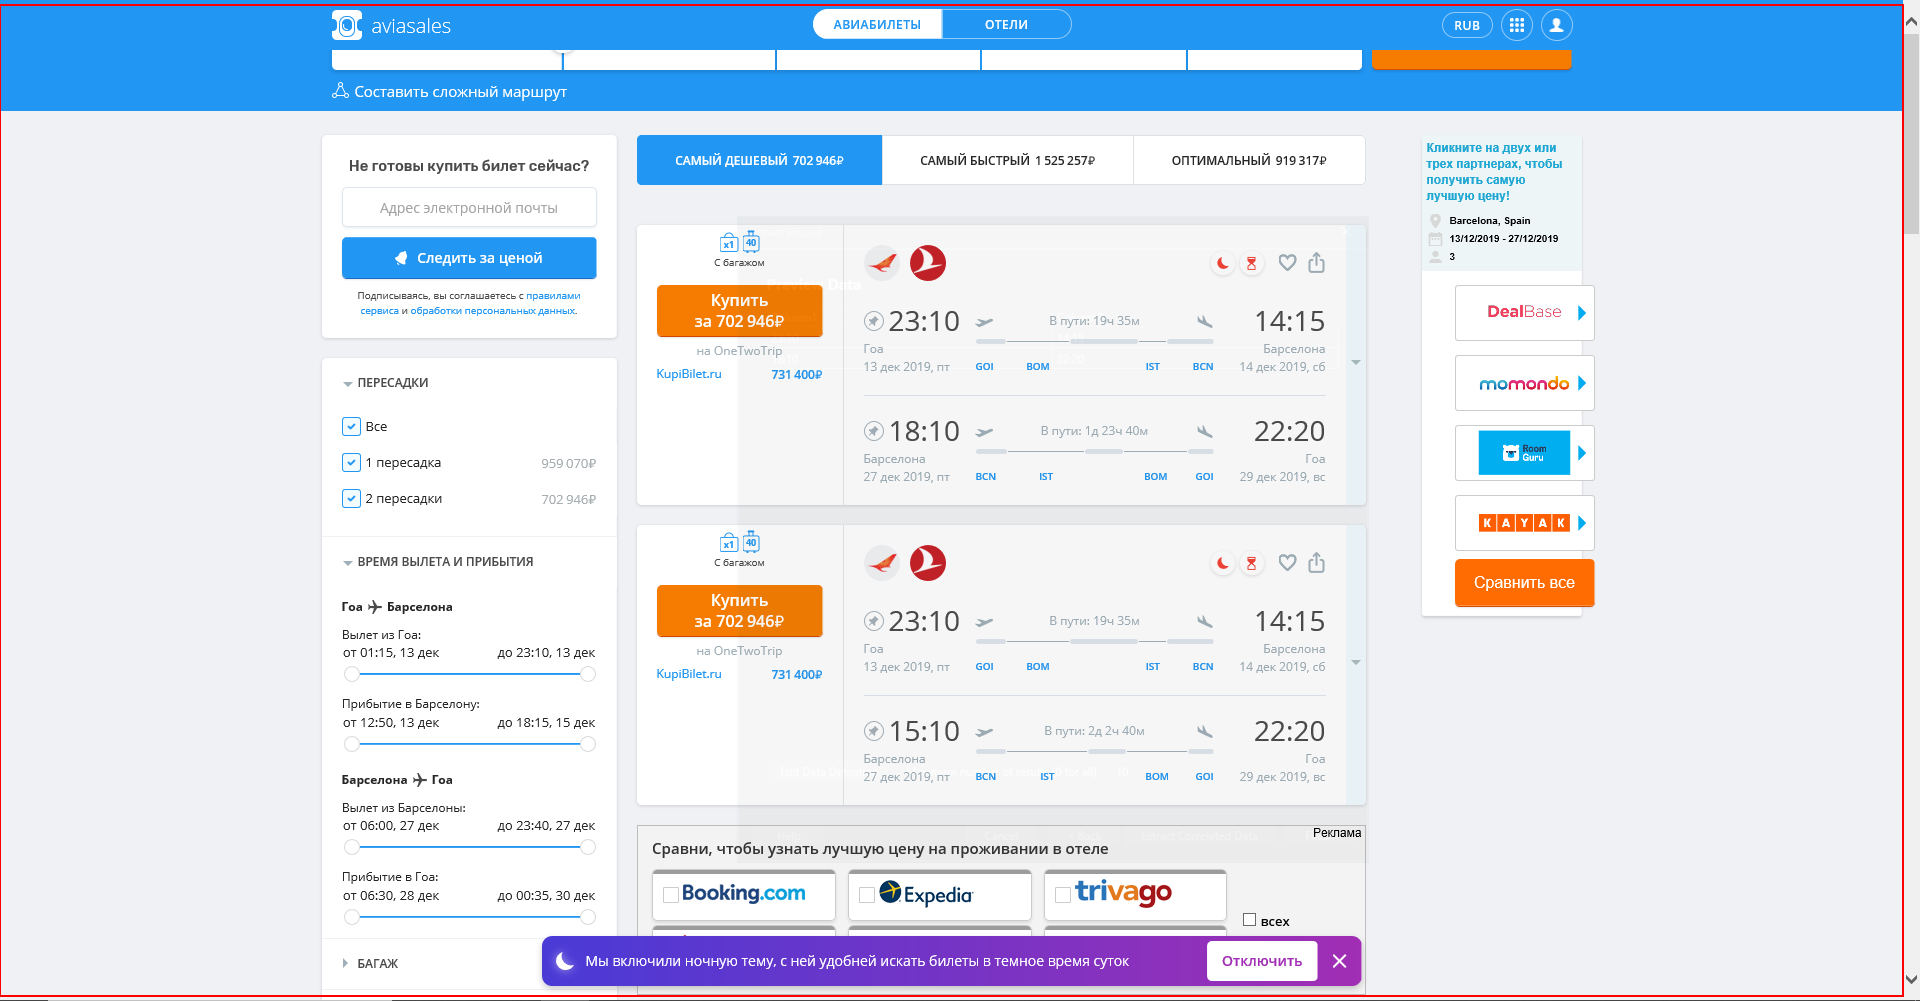 aviasales
АВИАБИЛЕТЫ
ОТЕЛИ
RUB
Составить сложный маршрут
Не готовы купить билет сейчас?
Адрес электронной почты
Следить за ценой
Подписываясь, вы соглашаетесь с правилами
сервиса и обработки персональных данных.
ПЕРЕСАДКИ
Все
1 пересадка 959 070₽
2 пересадки 702 946₽
ВРЕМЯ ВЫЛЕТА И ПРИБЫТИЯ
Гоа Барселона
Вылет из Гоа:
от 01:15, 13 дек до 23:10, 13 дек
Прибытие в Барселону:
от 12:50, 13 дек до 18:15, 15 дек
Барселона Гоа
Вылет из Барселоны:
от 06:00, 27 дек до 23:40, 27 дек
Прибытие в Гоа:
от 06:30, 28 дек до 00:35, 30 дек
БАГАЖ
САМЫЙ ДЕШЕВЫЙ 702 946₽
САМЫЙ БЫСТРЫЙ 1 525 257₽
ОПТИМАЛЬНЫЙ 919 317₽
x1 40
С багажом
Купить
за 702 946₽
на OneTwoTrip
KupiBilet.ru 731 400₽
Preview Data
23:10 В пути: 19ч 35м 14:15
Гоа Барселона
13 дек 2019, пт GOI BOM IST BCN 14 дек 2019, сб
18:10 В пути: 1д 23ч 40м 22:20
Барселона Гоа
27 дек 2019, пт BCN IST BOM GOI 29 дек 2019, вс
x1 40
С багажом
Купить
за 702 946₽
на OneTwoTrip
KupiBilet.ru 731 400₽
23:10 В пути: 19ч 35м 14:15
Гоа Барселона
13 дек 2019, пт GOI BOM IST BCN 14 дек 2019, сб
15:10 В пути: 2д 2ч 40м 22:20
Барселона Гоа
27 дек 2019, пт BCN IST BOM GOI 29 дек 2019, вс
Реклама
Сравни, чтобы узнать лучшую цену на проживании в отеле
Booking.com
Expedia
trivago
всех
Мы включили ночную тему, с ней удобней искать билеты в темное время суток
Отключить
Кликните на двух или
трех партнерах, чтобы
получить самую
лучшую цену!
Barcelona, Spain
13/12/2019 - 27/12/2019
3
DealBase
momondo
Room
Guru
KAYAK
Сравнить все